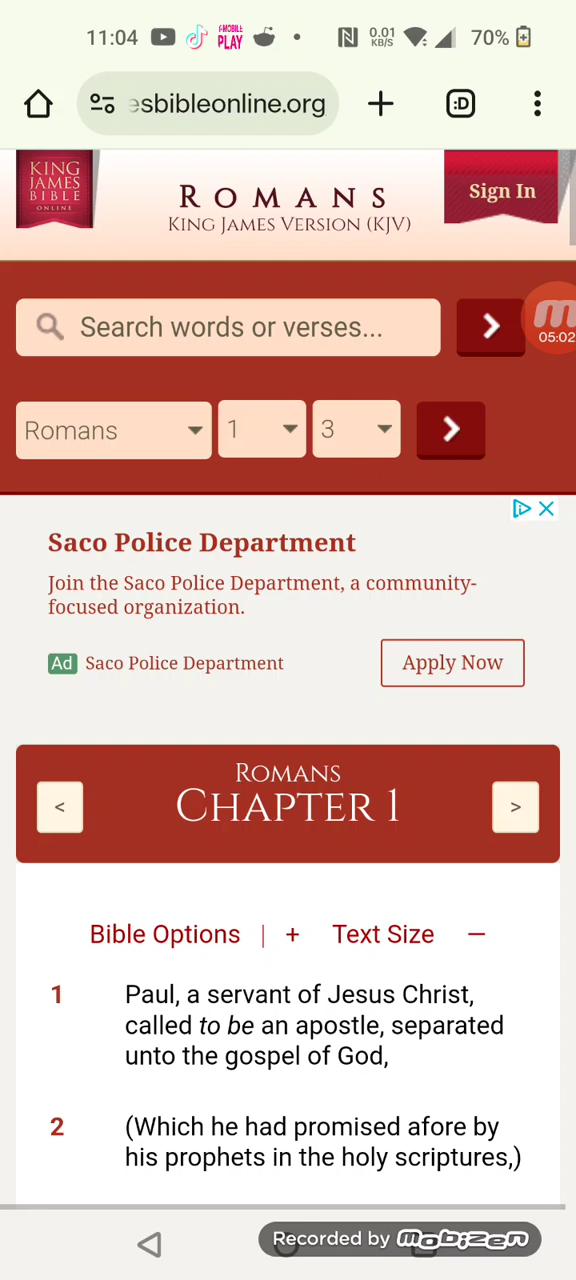 11:04
T-MOBILE
PLAY
0.01
KB/S
70%
esbibleonline.org
:D
KING
JAMES
BIBLE
ONLINE
ROMANS
KING JAMES VERSION (KJV)
Sign In
Search words or verses...
05:02
Romans 1 3
Saco Police Department
Join the Saco Police Department, a community-
focused organization.
Ad Saco Police Department
Apply Now
ROMANS
CHAPTER 1
< >
Bible Options | + Text Size —
1 Paul, a servant of Jesus Christ,
called to be an apostle, separated
unto the gospel of God,
2 (Which he had promised afore by
his prophets in the holy scriptures,)
Recorded by mobizen